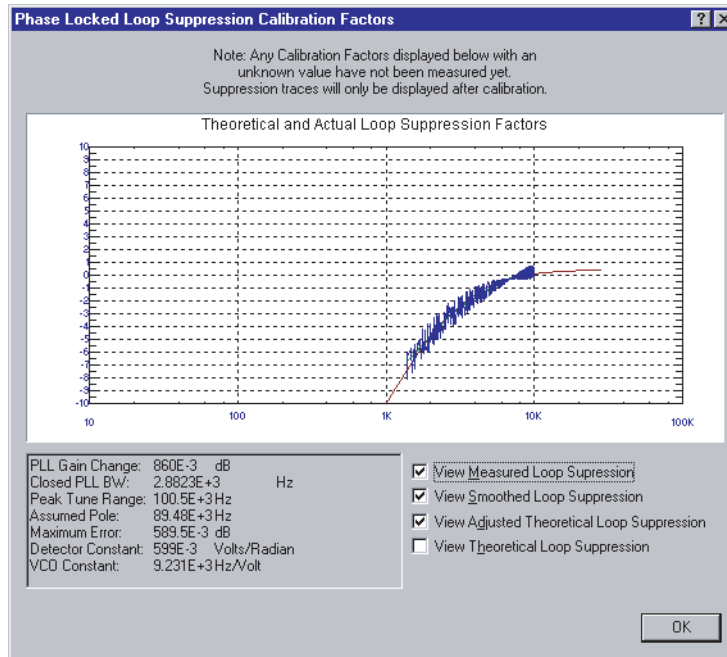 Phase Locked Loop Suppression Calibration Factors
Note: Any Calibration Factors displayed below with an
unknown value have not been measured yet.
Suppression traces will only be displayed after calibration.
Theoretical and Actual Loop Suppression Factors
10
9
8
7
6
5
4
3
2
1
0
-1
-2
-3
-4
-5
-6
-7
-8
-9
-10
10 100 1K 10K 100K
PLL Gain Change: 860E-3 dB
Closed PLL BW: 2.8823E+3 Hz
Peak Tune Range: 100.5E+3 Hz
Assumed Pole: 89.48E+3 Hz
Maximum Error: 589.5E-3 dB
Detector Constant: 599E-3 Volts/Radian
VCO Constant: 9.231E+3 Hz/Volt
View Measured Loop Supression
View Smoothed Loop Suppression
View Adjusted Theoretical Loop Suppression
View Theoretical Loop Suppression
OK